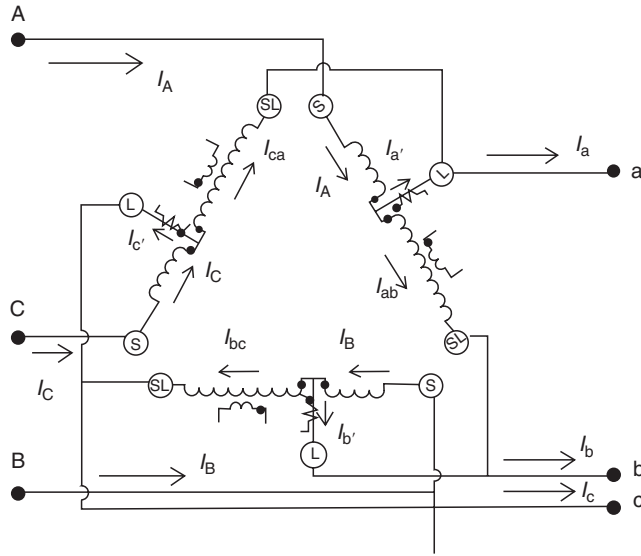 A
I_A
SL
S
I_ca
I_a'
I_a
a
L
I_A
L
I_c'
I_C
I_ab
C
S
SL
I_bc
I_B
I_C
SL
S
I_b'
B
I_B
L
I_b
b
I_c
c